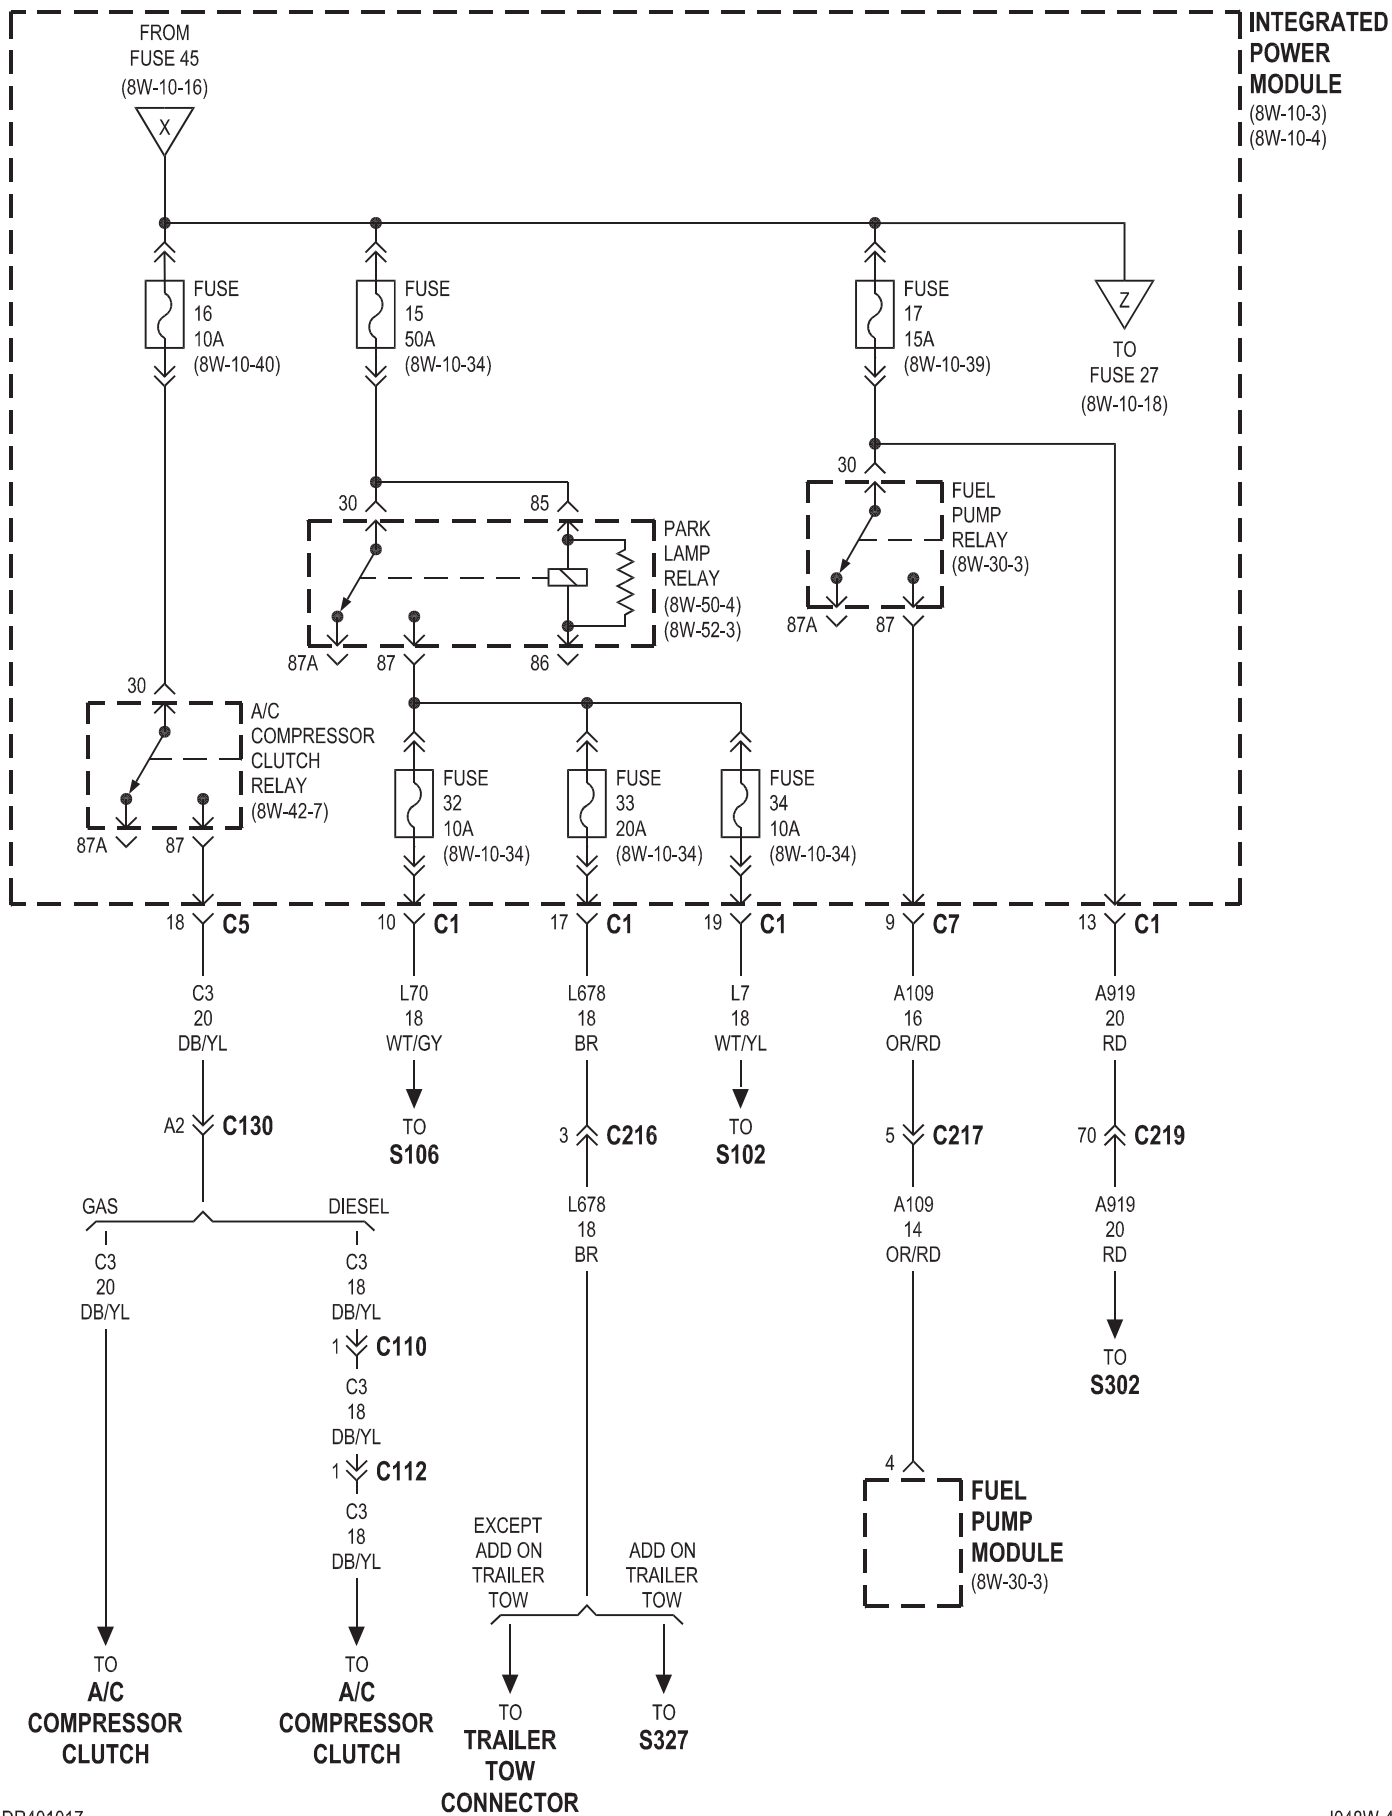 FROM
FUSE 45
(8W-10-16)
X
INTEGRATED
POWER
MODULE
(8W-10-3)
(8W-10-4)
FUSE
16
10A
(8W-10-40)
FUSE
15
50A
(8W-10-34)
FUSE
17
15A
(8W-10-39)
Z
TO
FUSE 27
(8W-10-18)
30
85
PARK
LAMP
RELAY
(8W-50-4)
(8W-52-3)
87A
87
86
30
FUEL
PUMP
RELAY
(8W-30-3)
87A
87
30
A/C
COMPRESSOR
CLUTCH
RELAY
(8W-42-7)
87A
87
FUSE
32
10A
(8W-10-34)
FUSE
33
20A
(8W-10-34)
FUSE
34
10A
(8W-10-34)
18 C5
10 C1
17 C1
19 C1
9 C7
13 C1
C3
20
DB/YL
L70
18
WT/GY
L678
18
BR
L7
18
WT/YL
A109
16
OR/RD
A919
20
RD
A2 C130
TO
S106
3 C216
TO
S102
5 C217
70 C219
GAS
DIESEL
C3
20
DB/YL
C3
18
DB/YL
1 C110
C3
18
DB/YL
1 C112
C3
18
DB/YL
L678
18
BR
A109
14
OR/RD
A919
20
RD
TO
S302
4
FUEL
PUMP
MODULE
(8W-30-3)
EXCEPT
ADD ON
TRAILER
TOW
ADD ON
TRAILER
TOW
TO
A/C
COMPRESSOR
CLUTCH
TO
A/C
COMPRESSOR
CLUTCH
TO
TRAILER
TOW
CONNECTOR
TO
S327